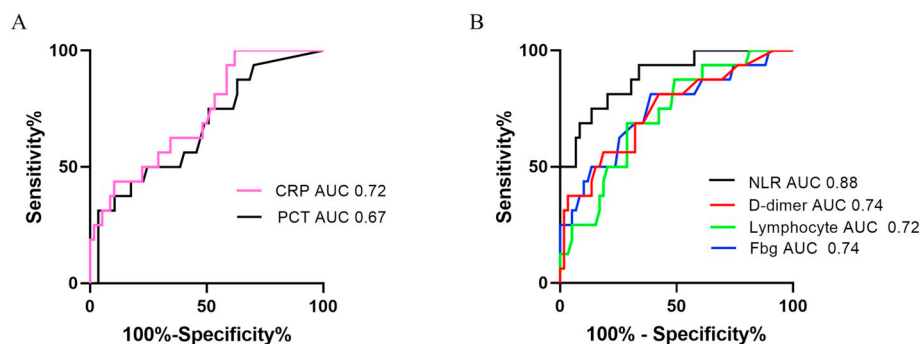 A
100
50
0
0
50
100
Sensitivity%
100%-Specificity%
CRP AUC 0.72
PCT AUC 0.67
B
100
50
0
0
50
100
Sensitivity%
100% - Specificity%
NLR AUC 0.88
D-dimer AUC 0.74
Lymphocyte AUC 0.72
Fbg AUC 0.74